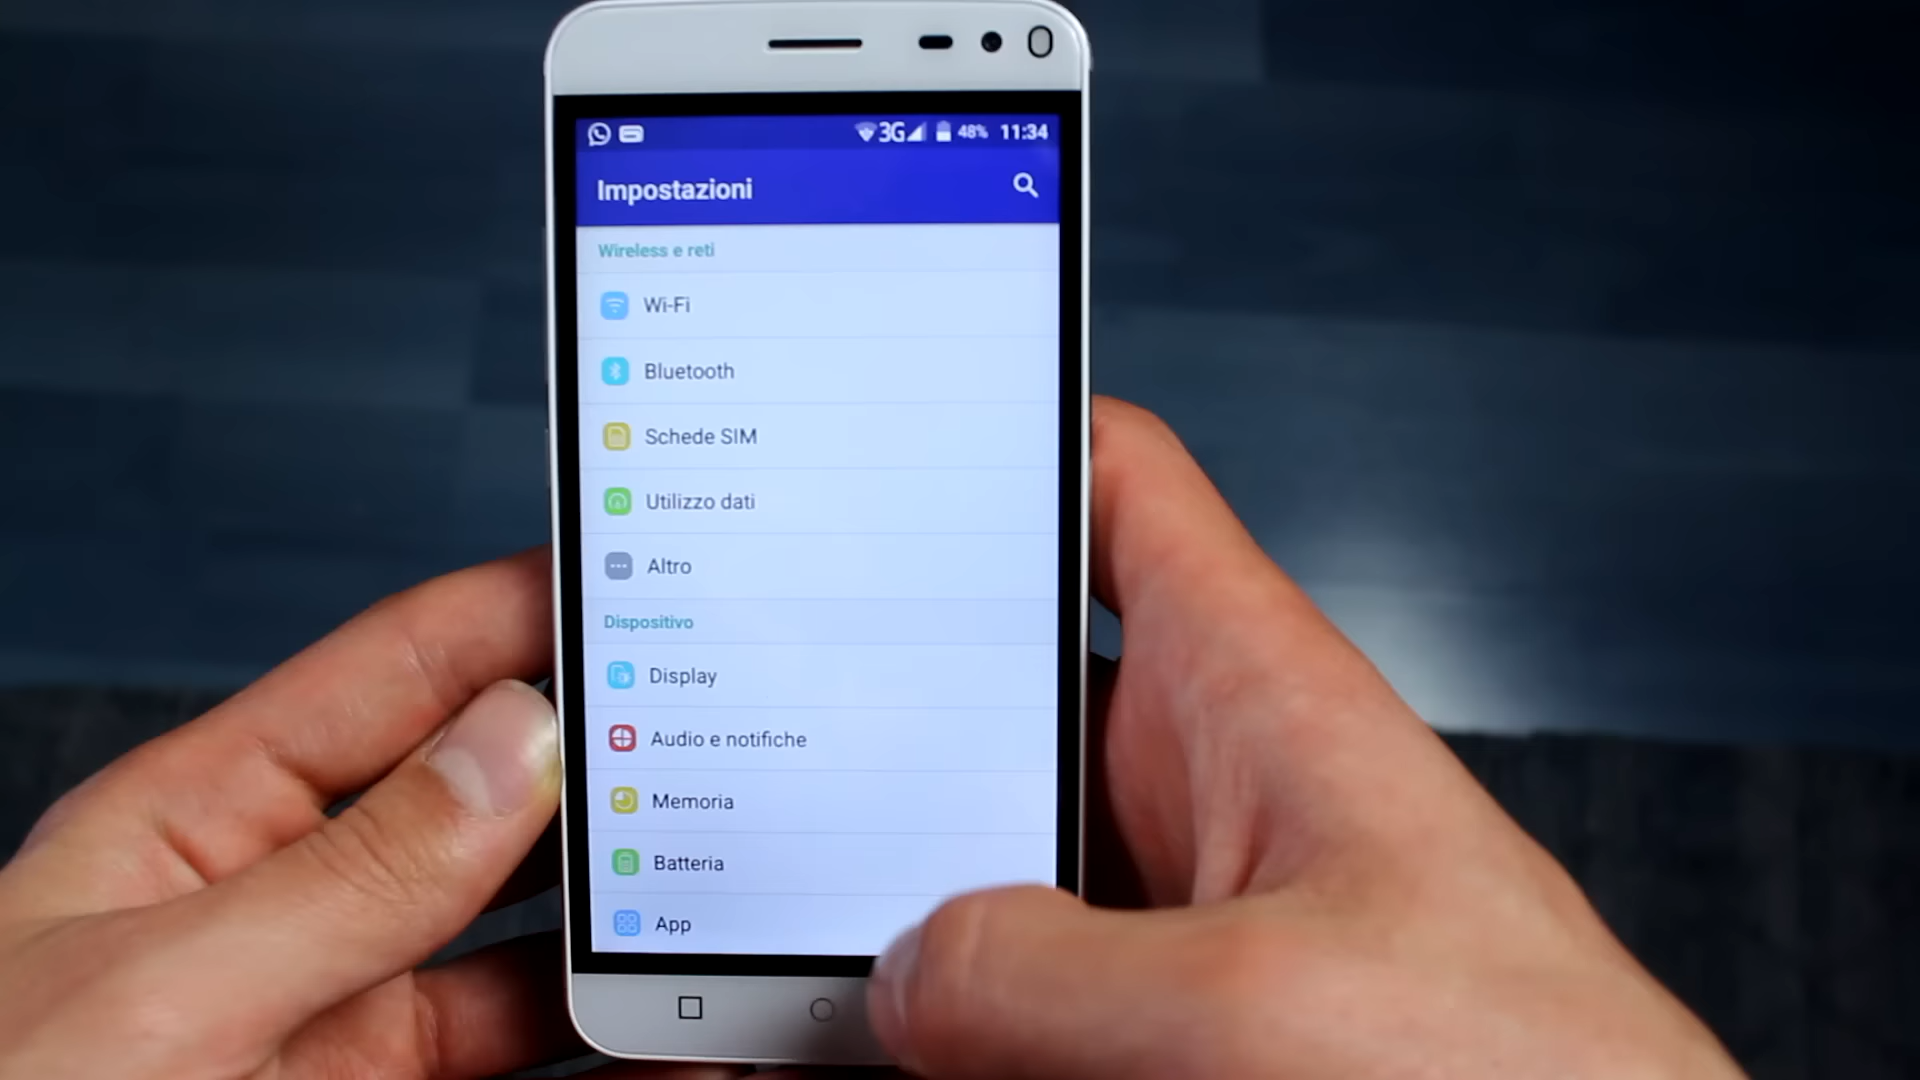 3G 48% 11:34
Impostazioni
Wireless e reti
Wi-Fi
Bluetooth
Schede SIM
Utilizzo dati
Altro
Dispositivo
Display
Audio e notifiche
Memoria
Batteria
App